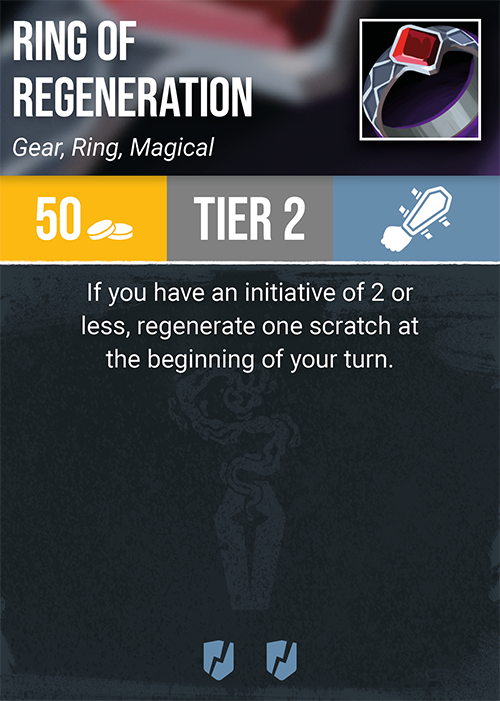 RING OF
REGENERATION
Gear, Ring, Magical
50
TIER 2
If you have an initiative of 2 or
less, regenerate one scratch at
the beginning of your turn.